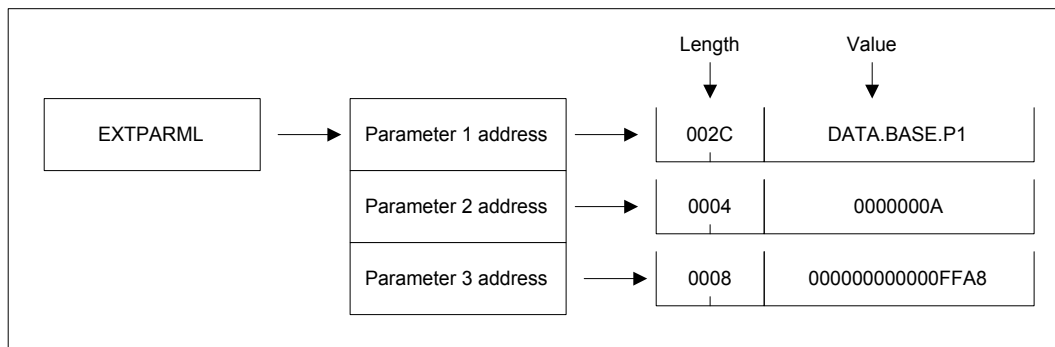 Length Value
EXTPARML Parameter 1 address 002C DATA.BASE.P1
Parameter 2 address 0004 0000000A
Parameter 3 address 0008 000000000000FFA8